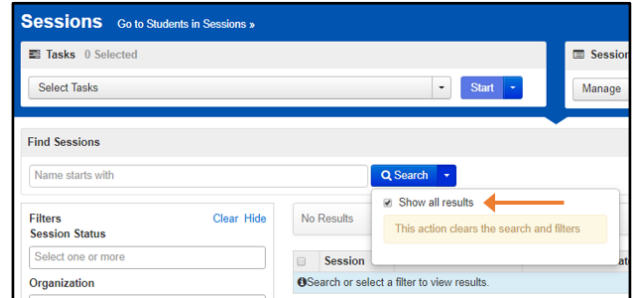 Sessions Go to Students in Sessions »
Tasks 0 Selected
Session
Select Tasks
Start
Manage
Find Sessions
Name starts with
Search
Show all results
This action clears the search and filters
Filters Clear Hide
No Results
Session Status
Select one or more
Session
Organization
Search or select a filter to view results.